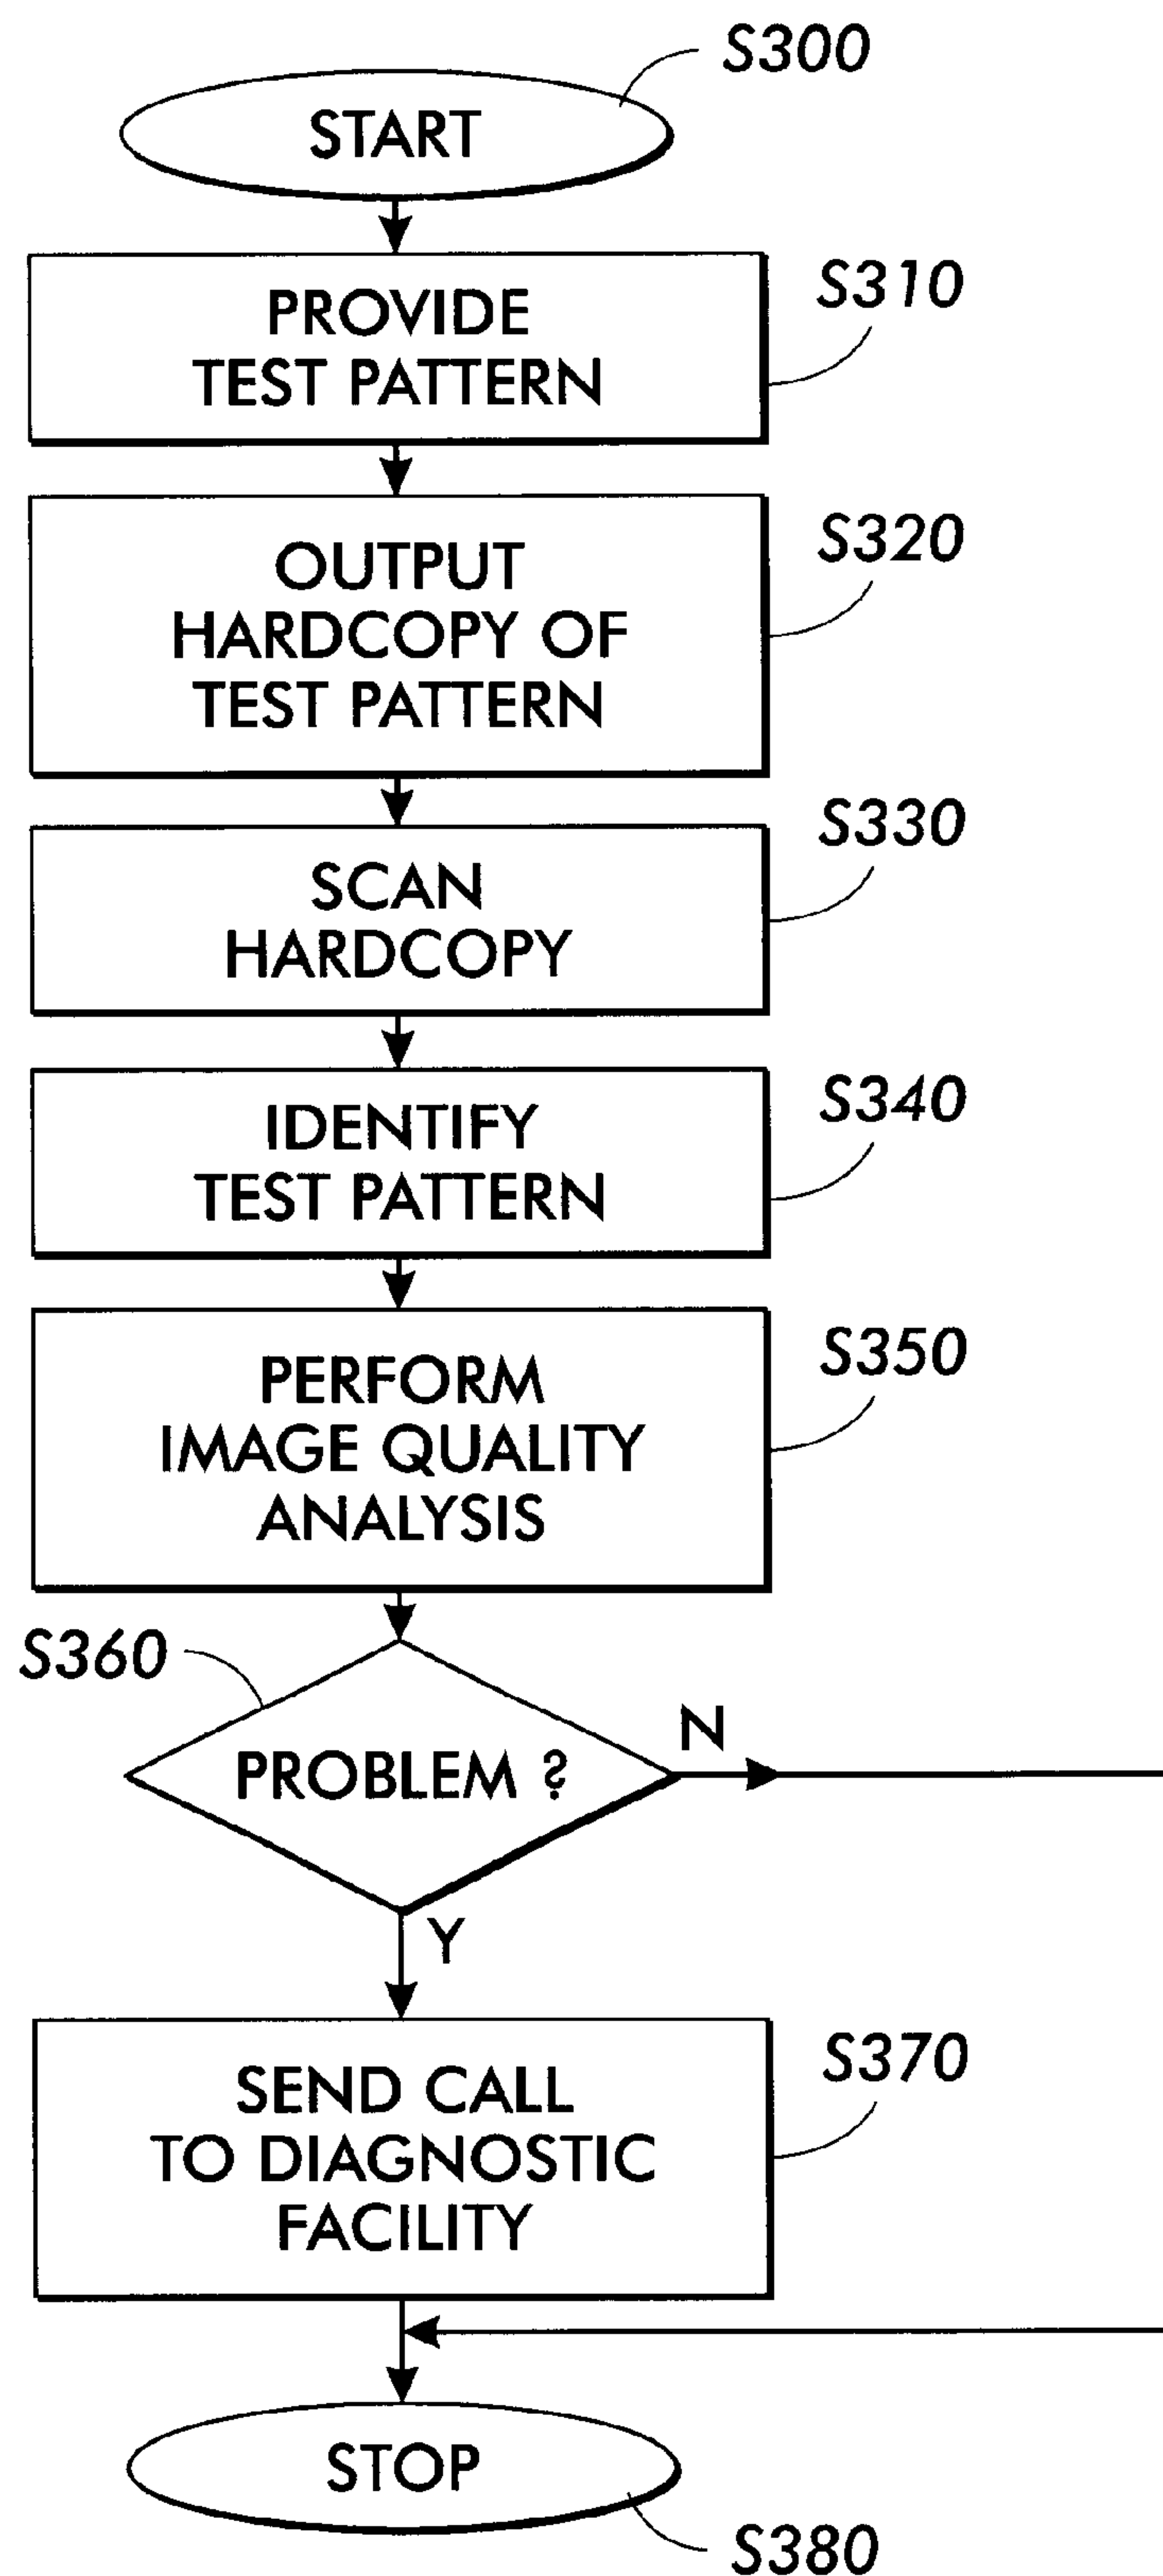 S300
START
S310
PROVIDE
TEST PATTERN
S320
OUTPUT
HARDCOPY OF
TEST PATTERN
S330
SCAN
HARDCOPY
S340
IDENTIFY
TEST PATTERN
S350
PERFORM
IMAGE QUALITY
ANALYSIS
S360
N
PROBLEM ?
Y
S370
SEND CALL
TO DIAGNOSTIC
FACILITY
STOP
S380